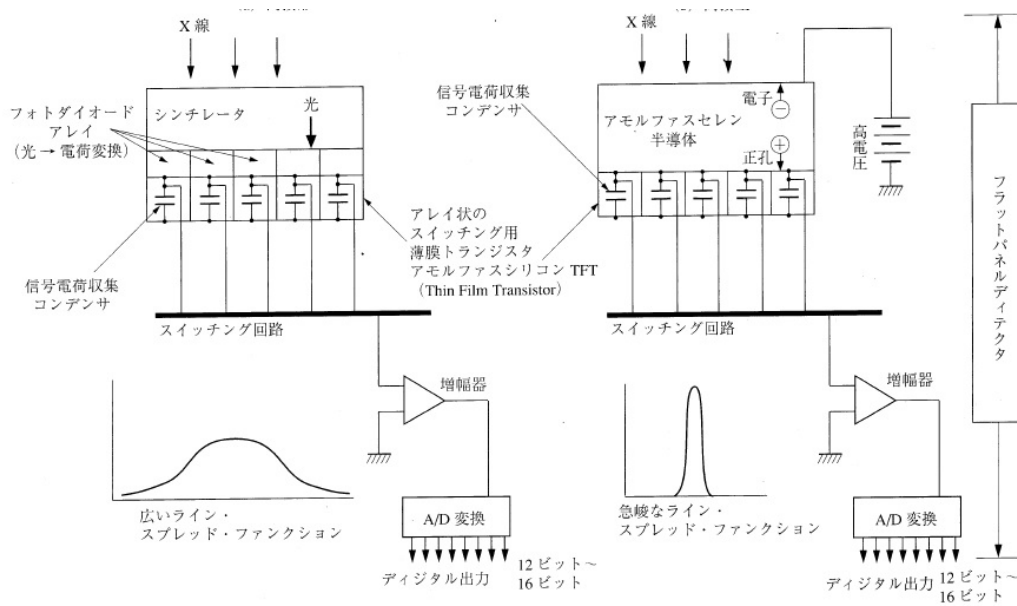 X 線
フォトダイオード
アレイ
(光 → 電荷変換)
シンチレータ
光
信号電荷収集
コンデンサ
アレイ状の
スイッチング用
薄膜トランジスタ
アモルファスシリコン TFT
(Thin Film Transistor)
スイッチング回路
増幅器
広いライン・
スプレッド・ファンクション
A/D 変換
ディジタル出力
12 ビット～
16 ビット
X 線
信号電荷収集
コンデンサ
電子
アモルファスセレン
半導体
正孔
高電圧
スイッチング回路
増幅器
急峻なライン・
スプレッド・ファンクション
A/D 変換
ディジタル出力
12 ビット～
16 ビット
フラットパネルディテクタ